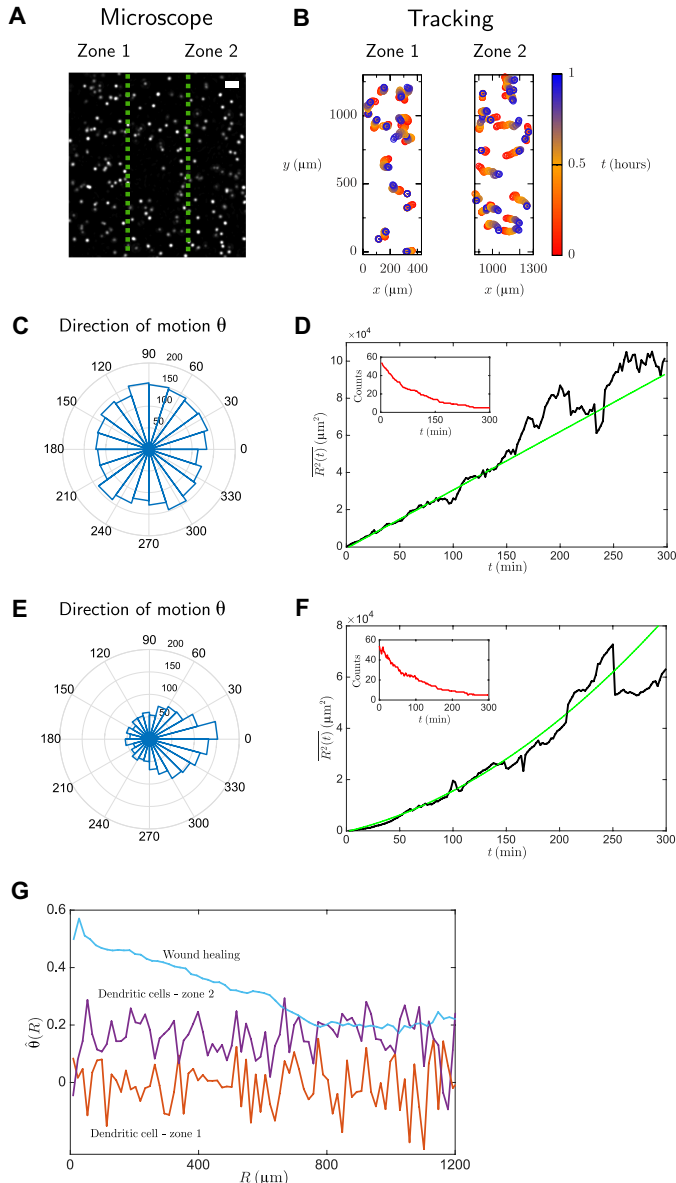 A
Microscope
Zone 1
Zone 2
B
Tracking
Zone 1
Zone 2
1000
500
0
y (μm)
0
200
400
x (μm)
1000
1300
x (μm)
1
0.5
0
t (hours)
C
Direction of motion θ
90
60
30
0
330
300
270
240
210
180
150
120
200
150
100
50
D
×10⁴
10
8
6
4
2
0
R²(t) (μm²)
0
50
100
150
200
250
300
t (min)
60
40
20
0
Counts
0
150
300
t (min)
E
Direction of motion θ
90
60
30
0
330
300
270
240
210
180
150
120
200
150
100
50
F
×10⁴
8
6
4
2
0
R²(t) (μm²)
0
50
100
150
200
250
300
t (min)
60
40
20
0
Counts
0
150
300
t (min)
G
0.6
0.4
0.2
0
θ̂(R)
Wound healing
Dendritic cells - zone 2
Dendritic cell - zone 1
0
400
800
1200
R (μm)